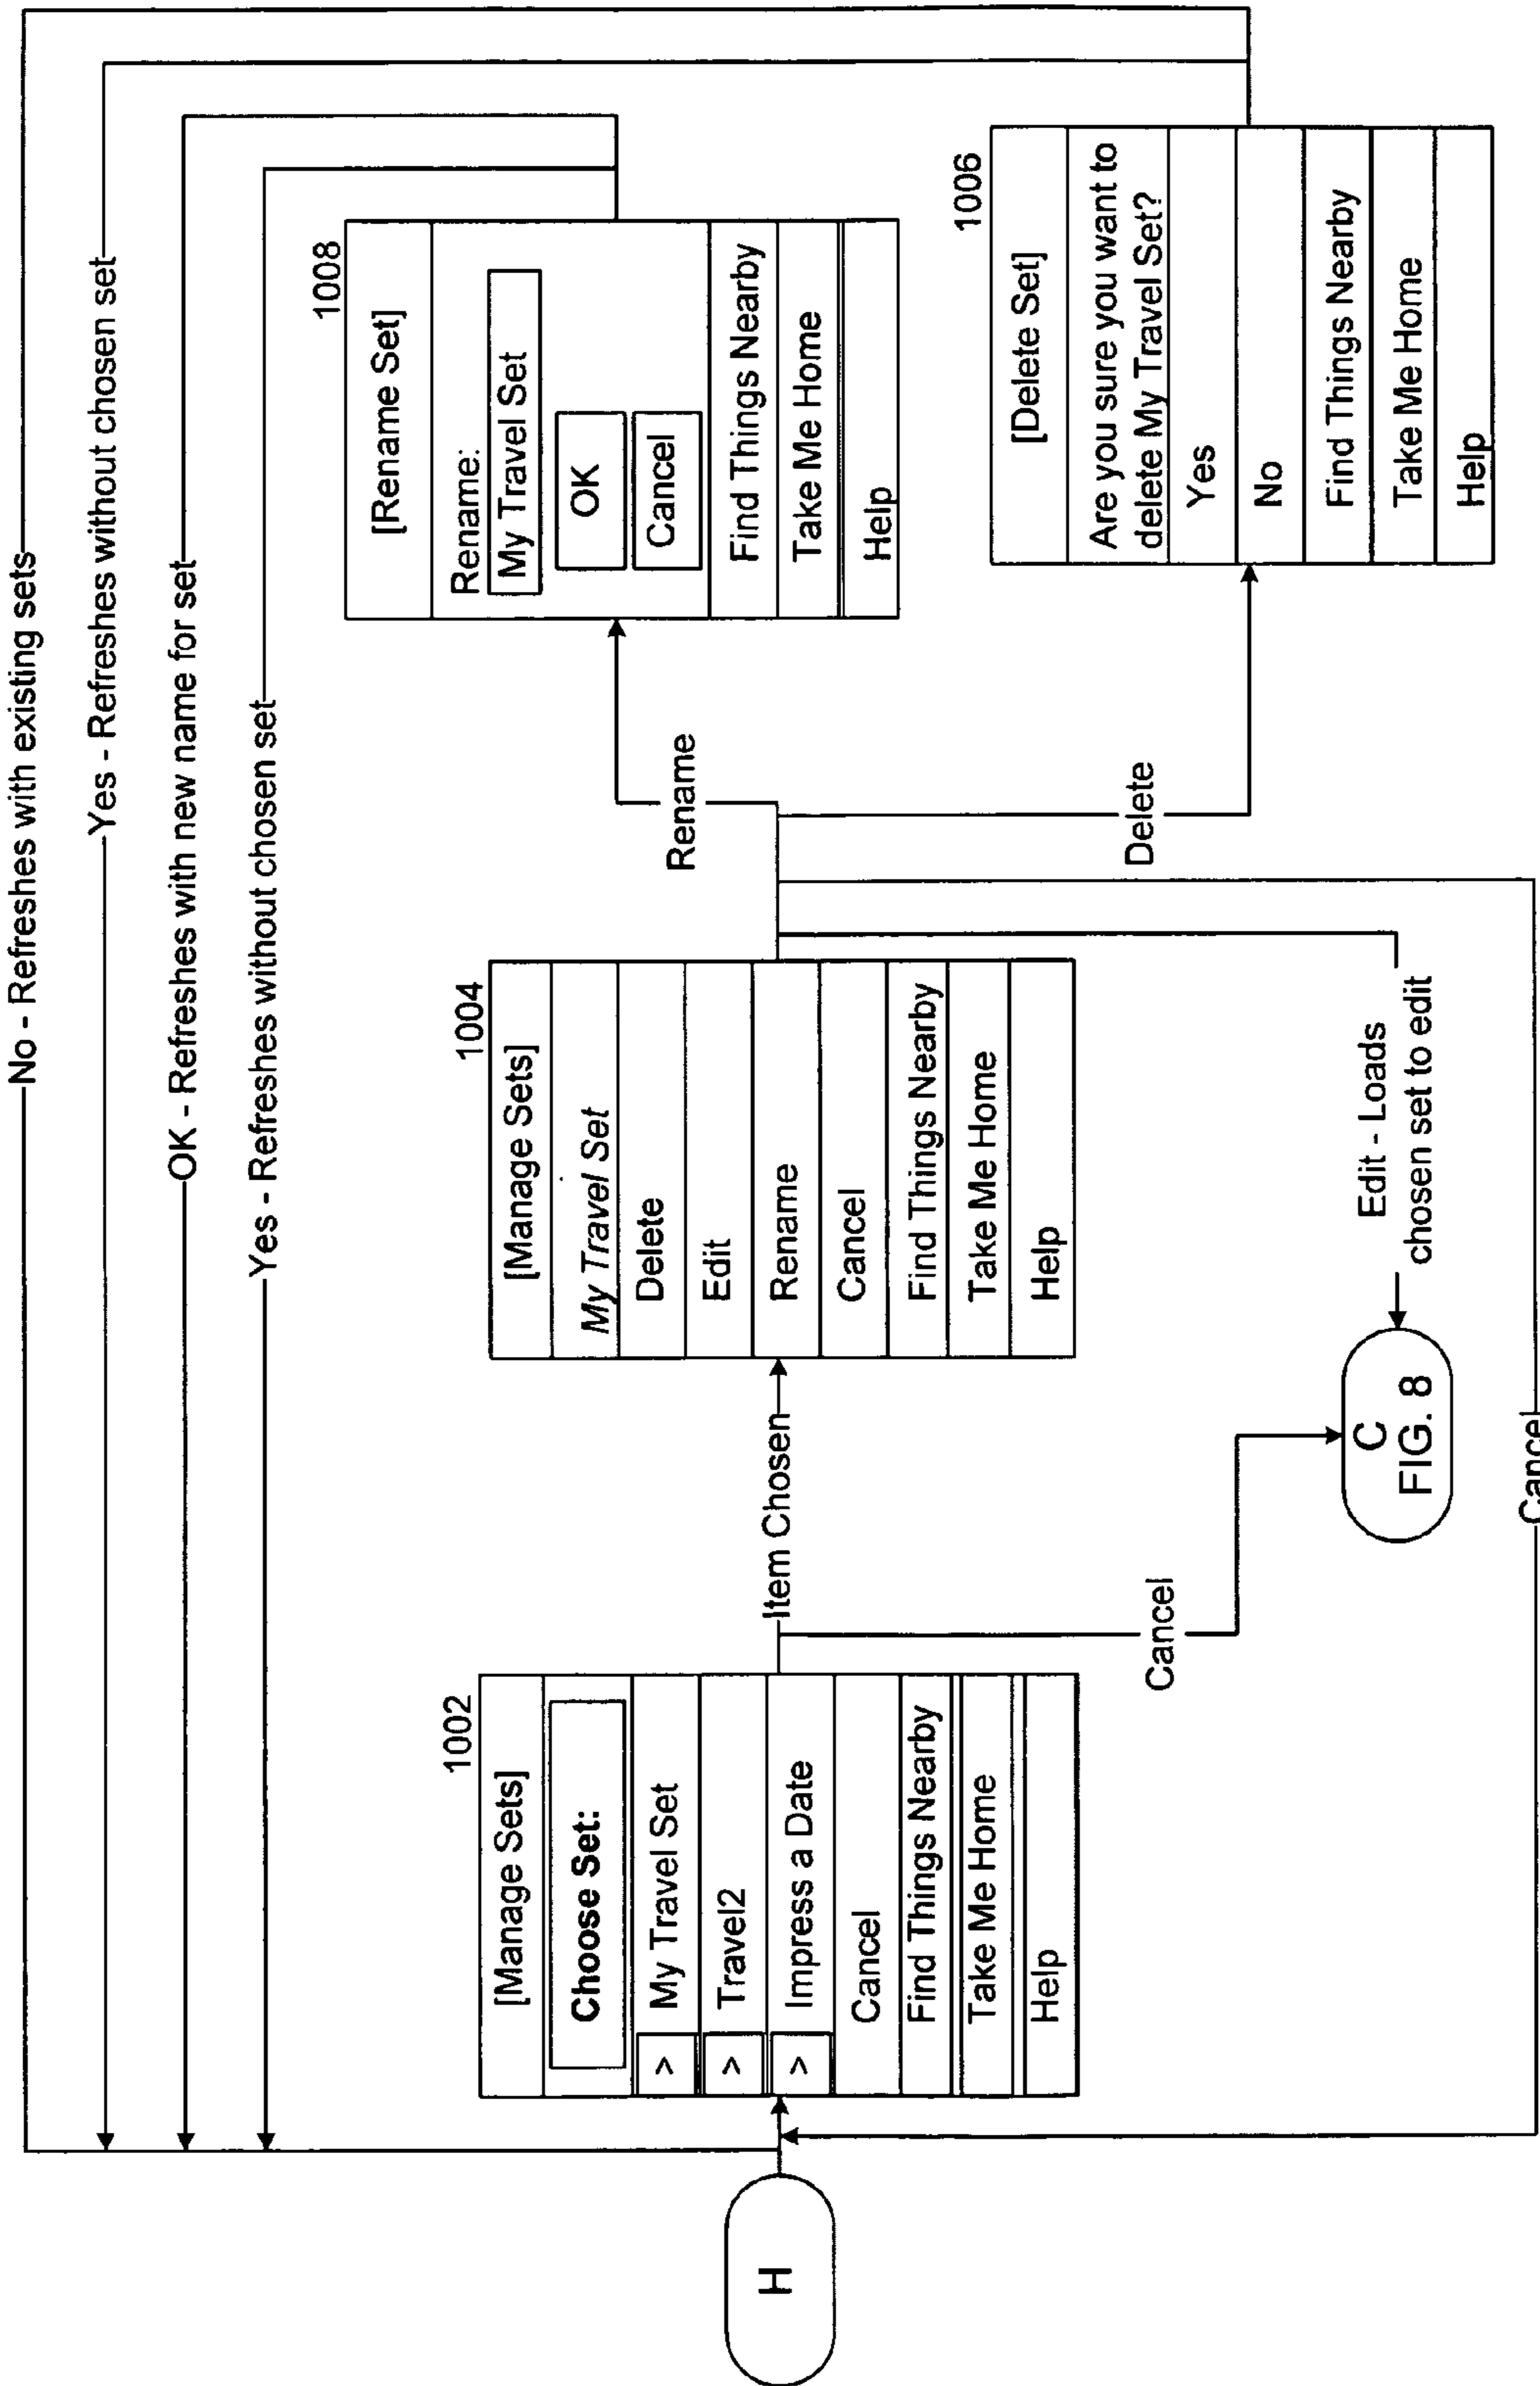 No - Refreshes with existing sets
Yes - Refreshes without chosen set
OK - Refreshes with new name for set
Yes - Refreshes without chosen set
H
1002
[Manage Sets]
Choose Set:
> My Travel Set
> Travel2
> Impress a Date
Cancel
Find Things Nearby
Take Me Home
Help
Item Chosen
Cancel
1004
[Manage Sets]
My Travel Set
Delete
Edit
Rename
Cancel
Find Things Nearby
Take Me Home
Help
C
FIG. 8
Edit - Loads
chosen set to edit
Cancel
Rename
Delete
1008
[Rename Set]
Rename:
My Travel Set
OK
Cancel
Find Things Nearby
Take Me Home
Help
1006
[Delete Set]
Are you sure you want to
delete My Travel Set?
Yes
No
Find Things Nearby
Take Me Home
Help